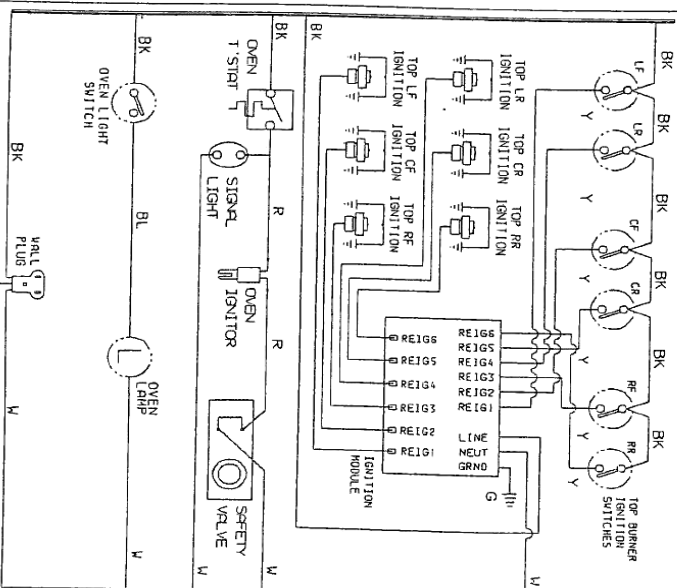 BK
BK
BK
BK
BK
OVEN
T'STAT
OVEN LIGHT
SWITCH
TOP LF
IGNITION
TOP LR
IGNITION
TOP CF
IGNITION
TOP CR
IGNITION
TOP RF
IGNITION
TOP RR
IGNITION
LF
BK
Y
LR
BK
Y
CF
BK
Y
CR
BK
Y
RF
BK
Y
RR
Y
TOP BURNER
IGNITION
SWITCHES
BK
WALL
PLUG
W
BL
L
OVEN
LAMP
W
SIGNAL
LIGHT
R
OVEN
IGNITOR
R
SAFETY
VALVE
W
W
REIG6
REIG5
REIG4
REIG3
REIG2
REIG1
REIG6
REIG5
REIG4
REIG3
REIG2
REIG1
LINE
NEUT
GRND
IGNITION
MODULE
G
W